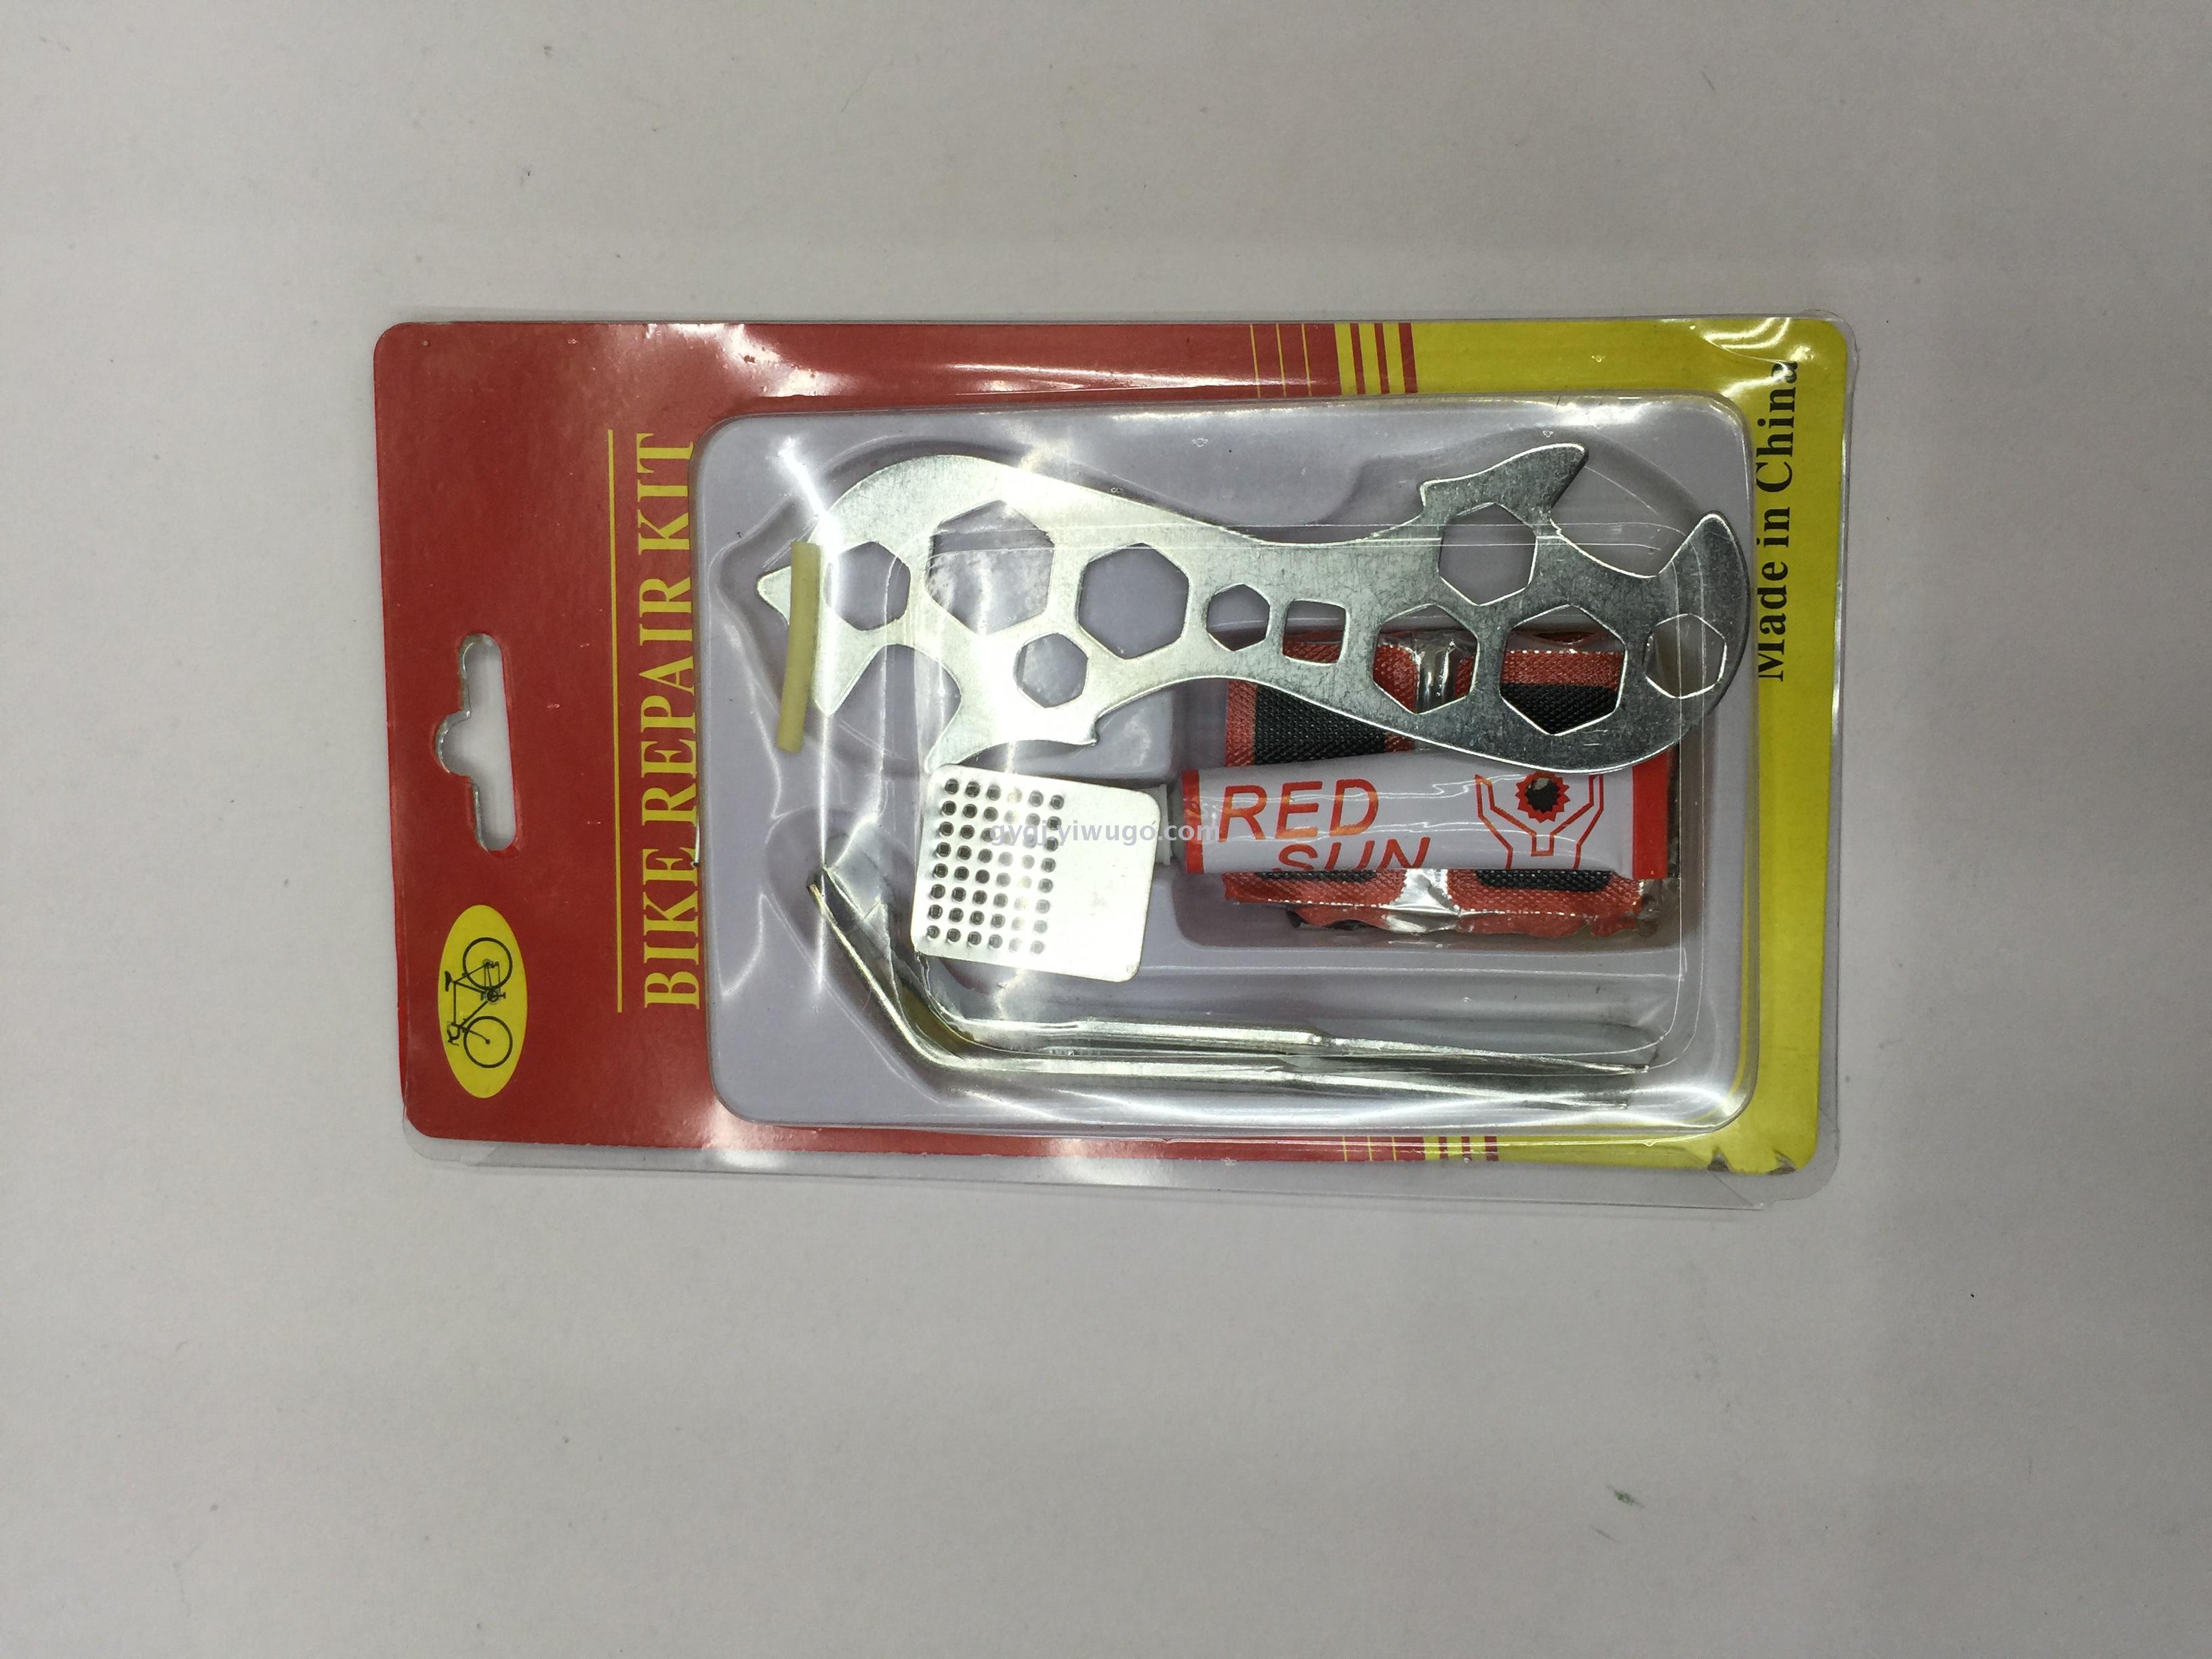 BIKE REPAIR KIT
RED
SUN
gygj.yiwugo.com
Made in China